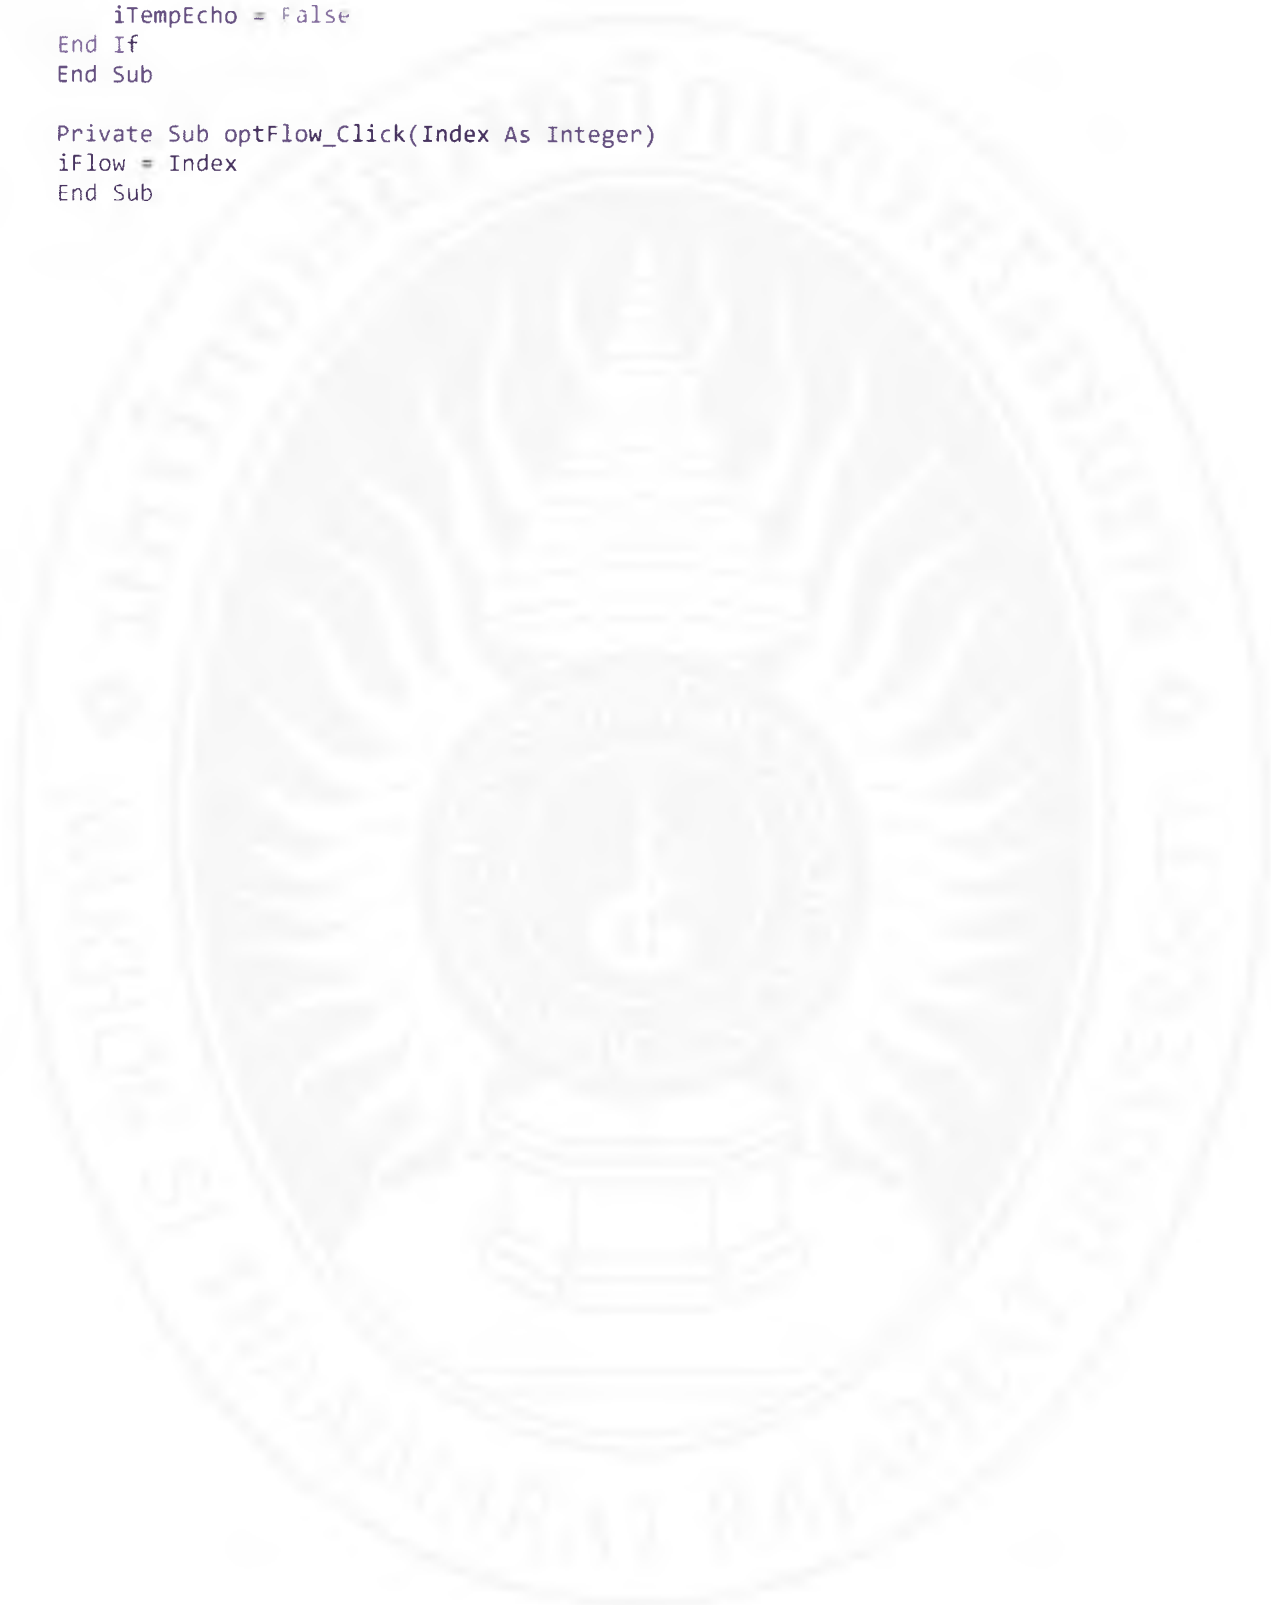 iTempEcho = False
End If
End Sub

Private Sub optFlow_Click(Index As Integer)
iFlow = Index
End Sub